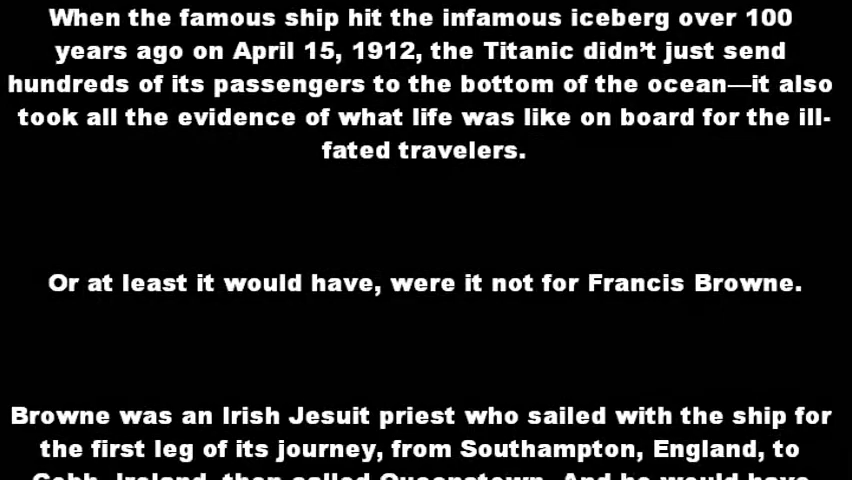 When the famous ship hit the infamous iceberg over 100
years ago on April 15, 1912, the Titanic didn’t just send
hundreds of its passengers to the bottom of the ocean—it also
took all the evidence of what life was like on board for the ill-
fated travelers.
Or at least it would have, were it not for Francis Browne.
Browne was an Irish Jesuit priest who sailed with the ship for
the first leg of its journey, from Southampton, England, to
Cobh, Ireland, then called Queenstown. And he would have